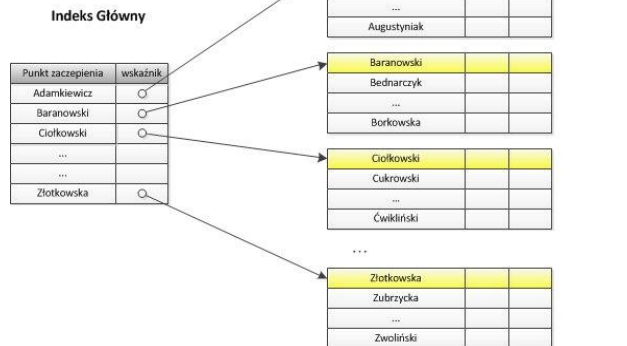 Indeks Główny
Punkt zaczepienia wskaźnik
Adamkiewicz
Baranowski
Ciołkowski
...
...
Złotkowska
...
Augustyniak
Baranowski
Bednarczyk
...
Borkowska
Ciołkowski
Cukrowski
...
Ćwikliński
...
Złotkowska
Zubrzycka
...
Zwoliński